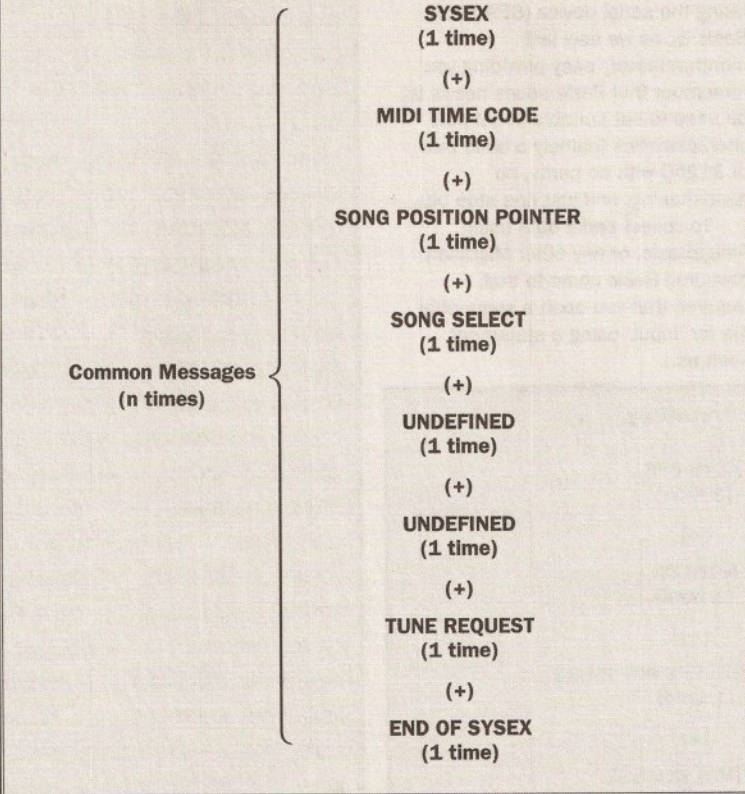 SYSEX
(1 time)
(+)
MIDI TIME CODE
(1 time)
(+)
SONG POSITION POINTER
(1 time)
(+)
SONG SELECT
(1 time)
(+)
Common Messages
(n times)
UNDEFINED
(1 time)
(+)
UNDEFINED
(1 time)
(+)
TUNE REQUEST
(1 time)
(+)
END OF SYSEX
(1 time)